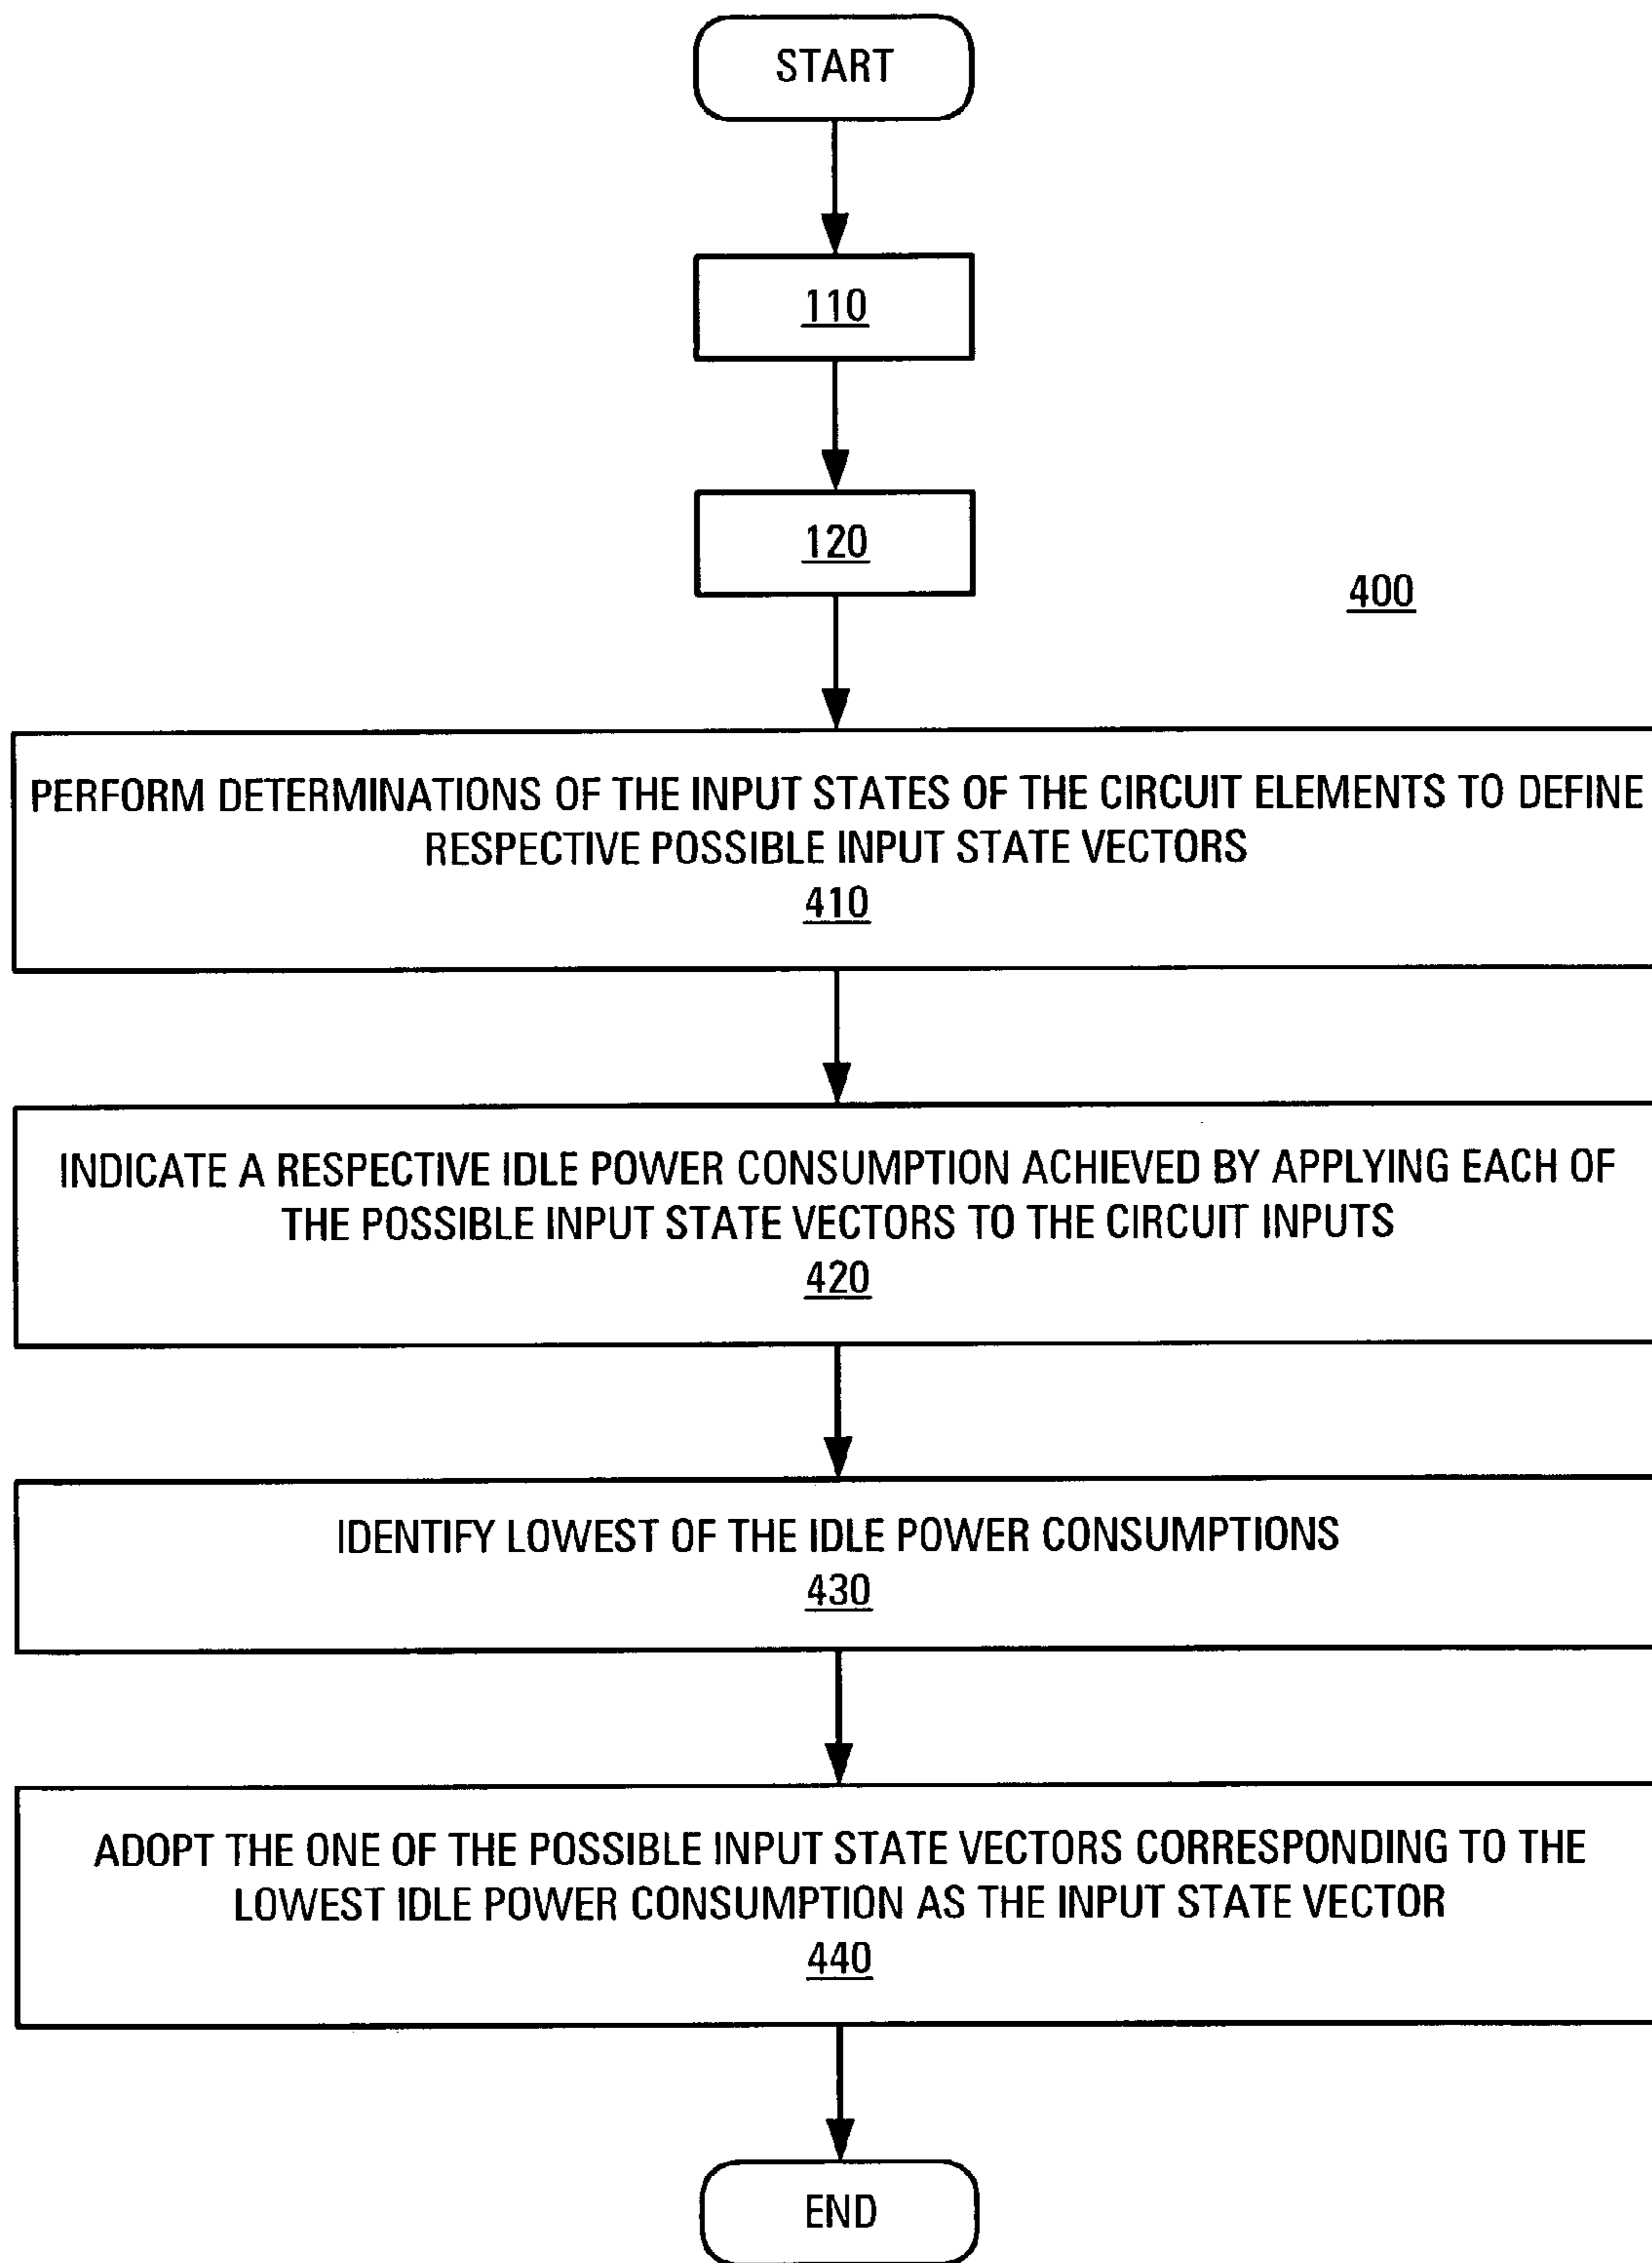 START
110
120
400
PERFORM DETERMINATIONS OF THE INPUT STATES OF THE CIRCUIT ELEMENTS TO DEFINE
RESPECTIVE POSSIBLE INPUT STATE VECTORS
410
INDICATE A RESPECTIVE IDLE POWER CONSUMPTION ACHIEVED BY APPLYING EACH OF
THE POSSIBLE INPUT STATE VECTORS TO THE CIRCUIT INPUTS
420
IDENTIFY LOWEST OF THE IDLE POWER CONSUMPTIONS
430
ADOPT THE ONE OF THE POSSIBLE INPUT STATE VECTORS CORRESPONDING TO THE
LOWEST IDLE POWER CONSUMPTION AS THE INPUT STATE VECTOR
440
END